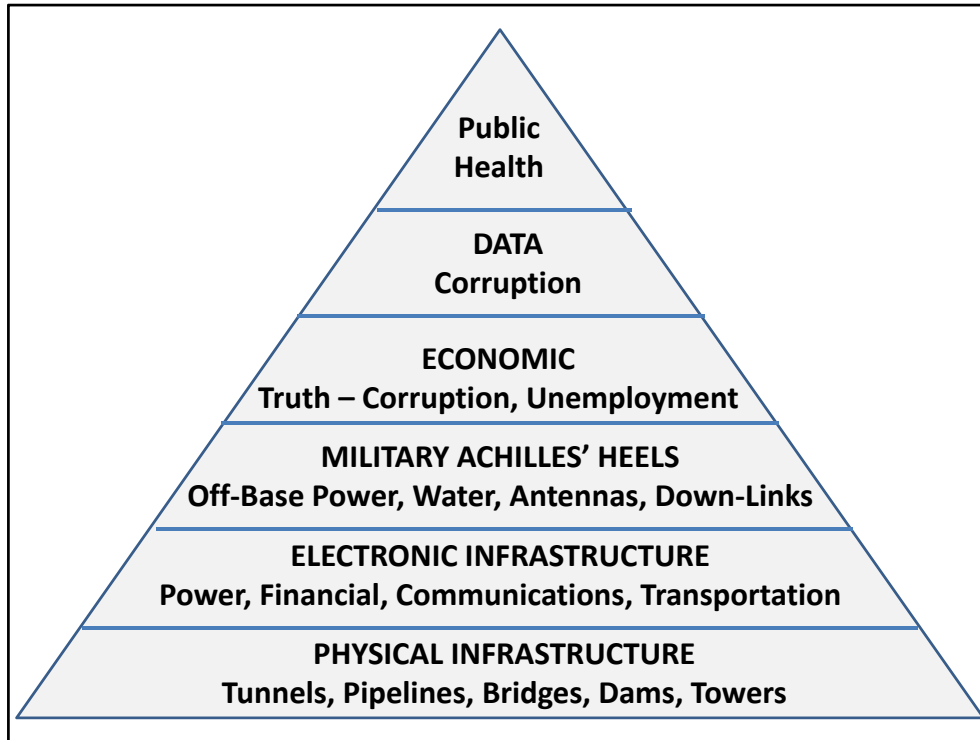 Public
Health
DATA
Corruption
ECONOMIC
Truth – Corruption, Unemployment
MILITARY ACHILLES’ HEELS
Off-Base Power, Water, Antennas, Down-Links
ELECTRONIC INFRASTRUCTURE
Power, Financial, Communications, Transportation
PHYSICAL INFRASTRUCTURE
Tunnels, Pipelines, Bridges, Dams, Towers